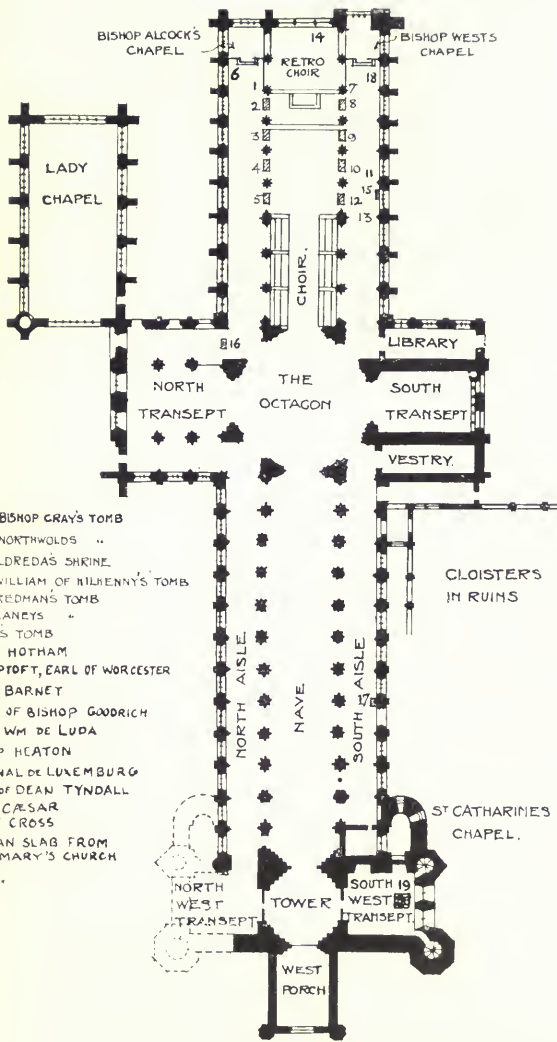 BISHOP ALCOCK'S
CHAPEL
BISHOP WESTS
CHAPEL
14
RETRO
CHOIR
6
18
1
7
2
8
3
9
4
10
11
15
5
12
13
LADY
CHAPEL
CHOIR.
16
LIBRARY
NORTH
TRANSEPT
THE
OCTAGON
SOUTH
TRANSEPT
VESTRY.
CLOISTERS
IN RUINS
BISHOP GRAY'S TOMB
NORTHWOLDS "
LDREDA'S SHRINE
WILLIAM OF KILKENNY'S TOMB
EDMAN'S TOMB
ANEYS "
'S TOMB
HOTHAM
PTOFT, EARL OF WORCESTER
BARNET
OF BISHOP GOODRICH
WM DE LUDA
P HEATON
NAL DE LUXEMBURG
OF DEAN TYNDALL
CÆSAR
CROSS
AN SLAB FROM
MARY'S CHURCH
NORTH AISLE
NAVE
SOUTH AISLE
17
ST CATHARINES
CHAPEL.
NORTH
WEST
TRANSEPT
TOWER
SOUTH 19
WEST
TRANSEPT.
WEST
PORCH